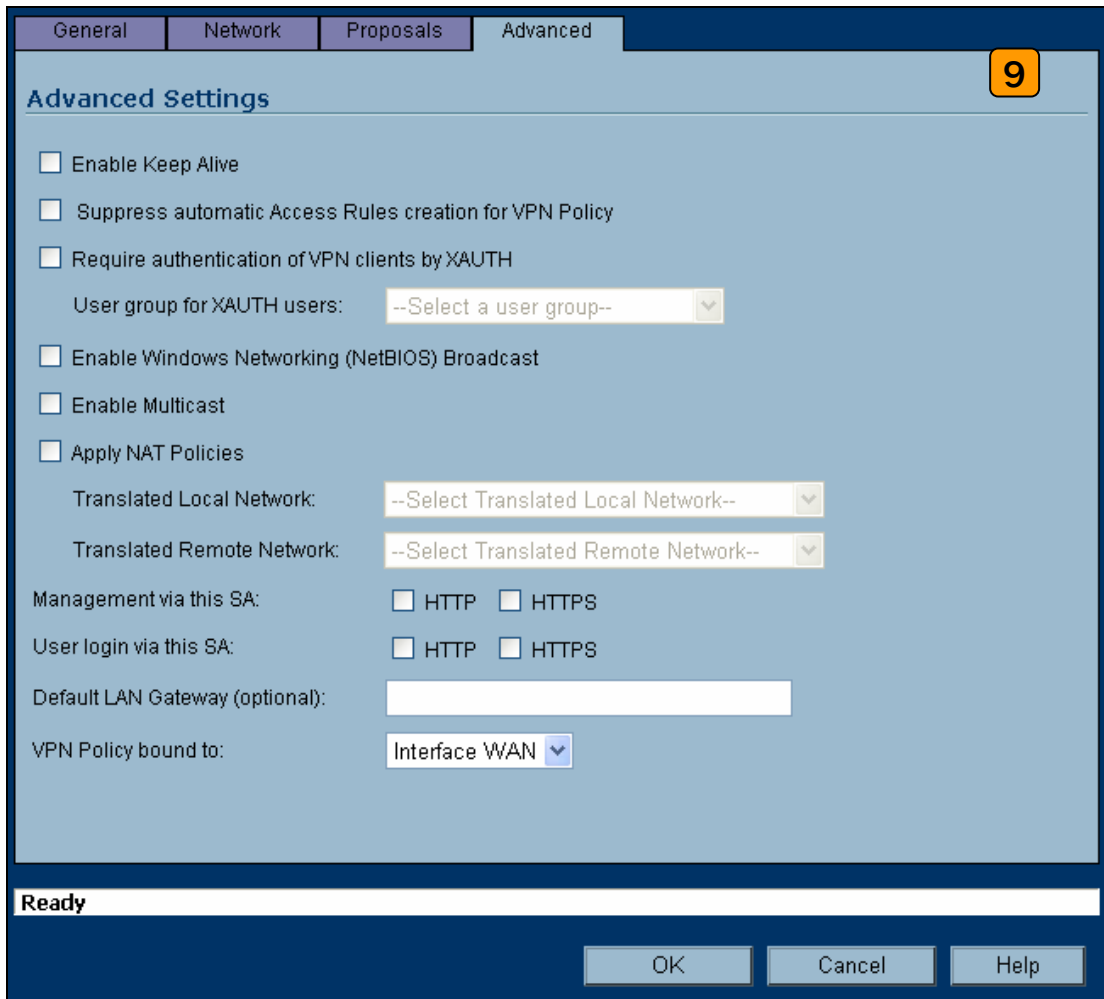 General Network Proposals Advanced
9
Advanced Settings
Enable Keep Alive
Suppress automatic Access Rules creation for VPN Policy
Require authentication of VPN clients by XAUTH
User group for XAUTH users: --Select a user group--
Enable Windows Networking (NetBIOS) Broadcast
Enable Multicast
Apply NAT Policies
Translated Local Network: --Select Translated Local Network--
Translated Remote Network: --Select Translated Remote Network--
Management via this SA: HTTP HTTPS
User login via this SA: HTTP HTTPS
Default LAN Gateway (optional):
VPN Policy bound to: Interface WAN
Ready
OK Cancel Help